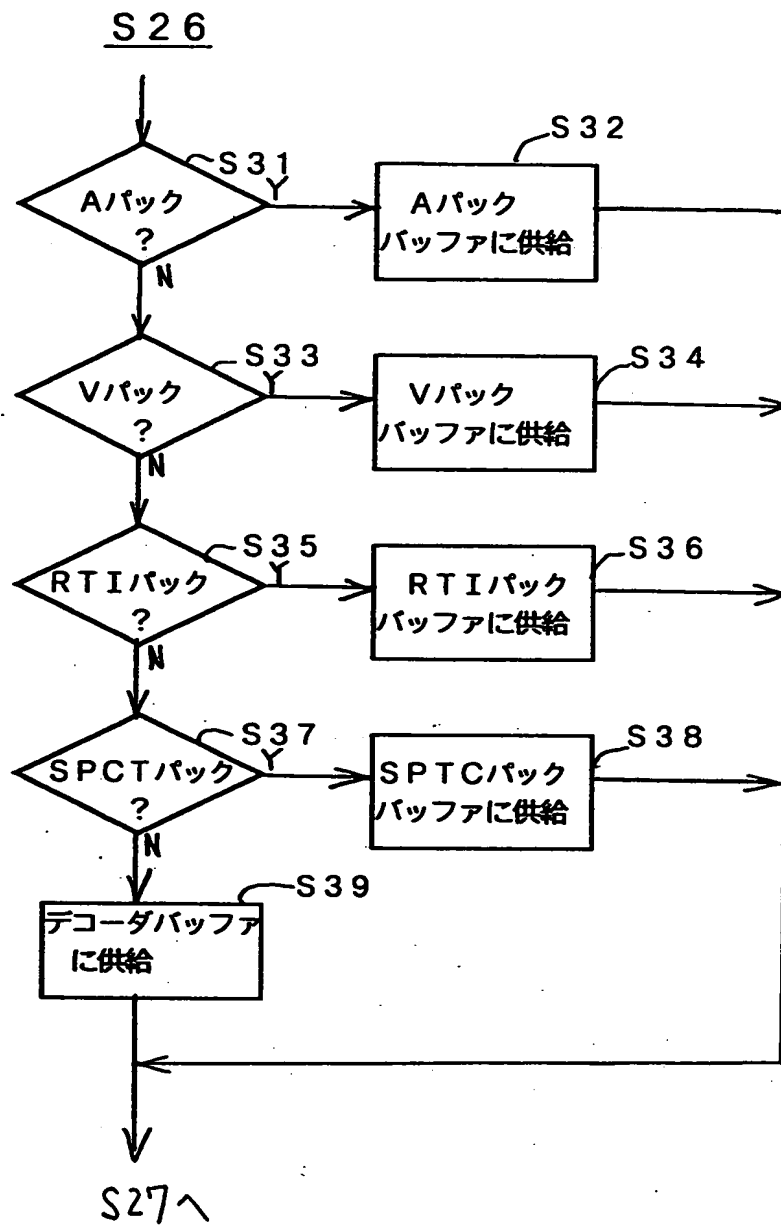 S26
S31
Aパック
?
Y
N
S32
Aパック
バッファに供給
S33
Vパック
?
Y
N
S34
Vパック
バッファに供給
S35
RTIパック
?
Y
N
S36
RTIパック
バッファに供給
S37
SPCTパック
?
Y
N
S38
SPTCパック
バッファに供給
S39
デコーダバッファ
に供給
S27へ